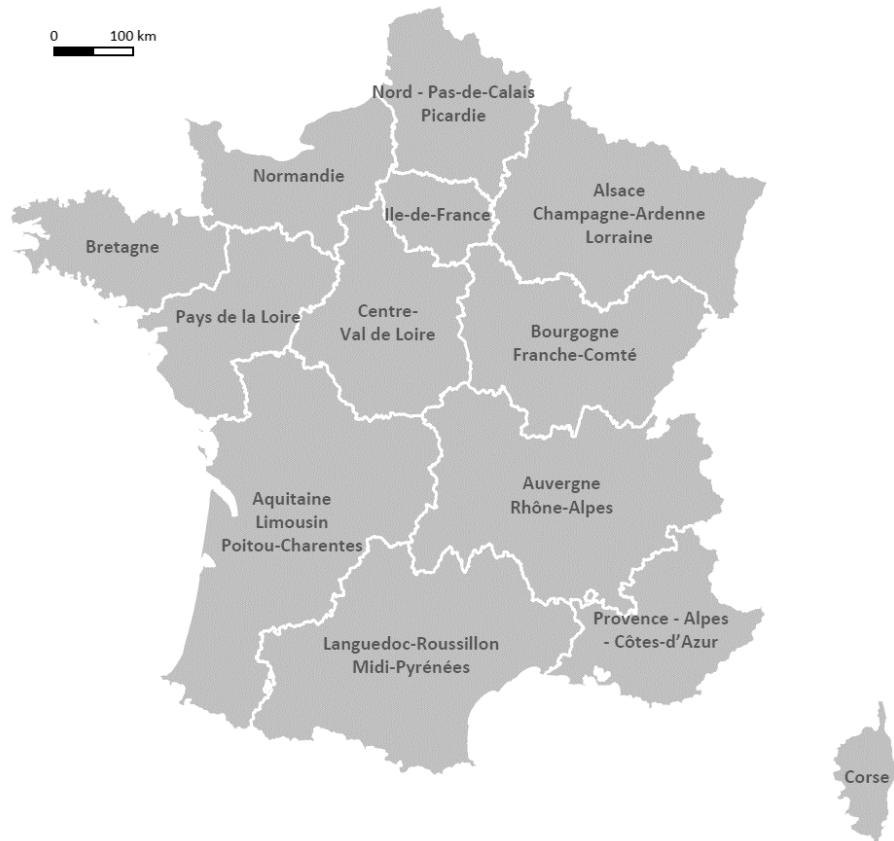 0 100 km
Nord - Pas-de-Calais
Picardie
Normandie
Ile-de-France
Alsace
Champagne-Ardenne
Lorraine
Bretagne
Pays de la Loire
Centre-
Val de Loire
Bourgogne
Franche-Comté
Auvergne
Rhône-Alpes
Aquitaine
Limousin
Poitou-Charentes
Provence - Alpes
- Côtes-d’Azur
Languedoc-Roussillon
Midi-Pyrénées
Corse